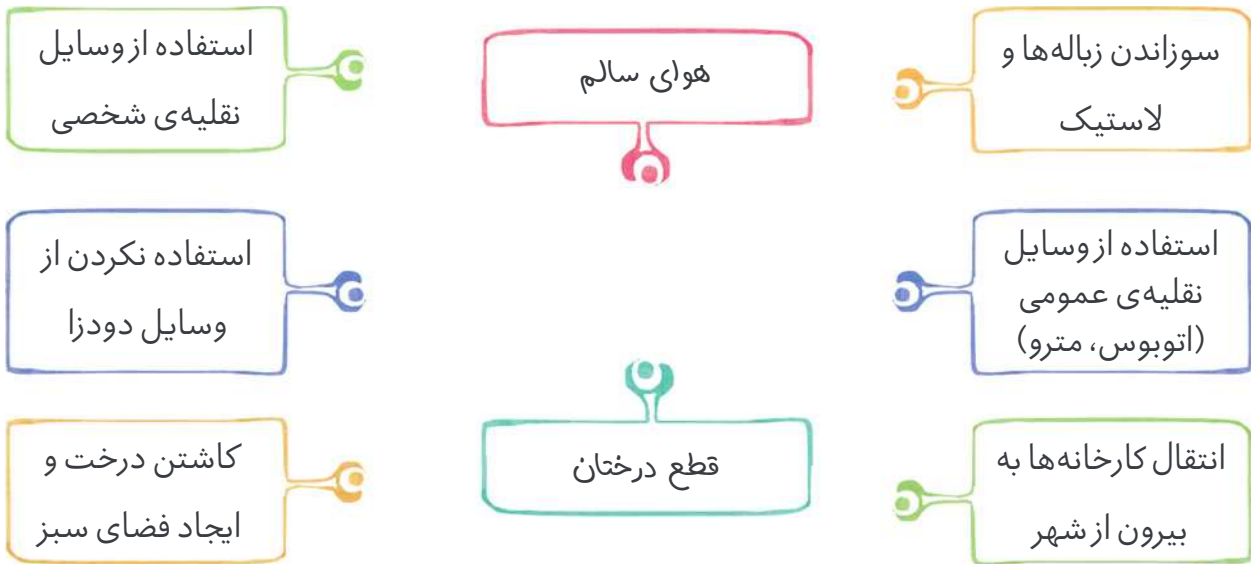 سوزاندن زباله‌ها و
لاستیک
هوای سالم
استفاده از وسایل
نقلیه‌ی شخصی
استفاده از وسایل
نقلیه‌ی عمومی
(اتوبوس، مترو)
استفاده نکردن از
وسایل دودزا
انتقال کارخانه‌ها به
بیرون از شهر
قطع درختان
کاشتن درخت و
ایجاد فضای سبز